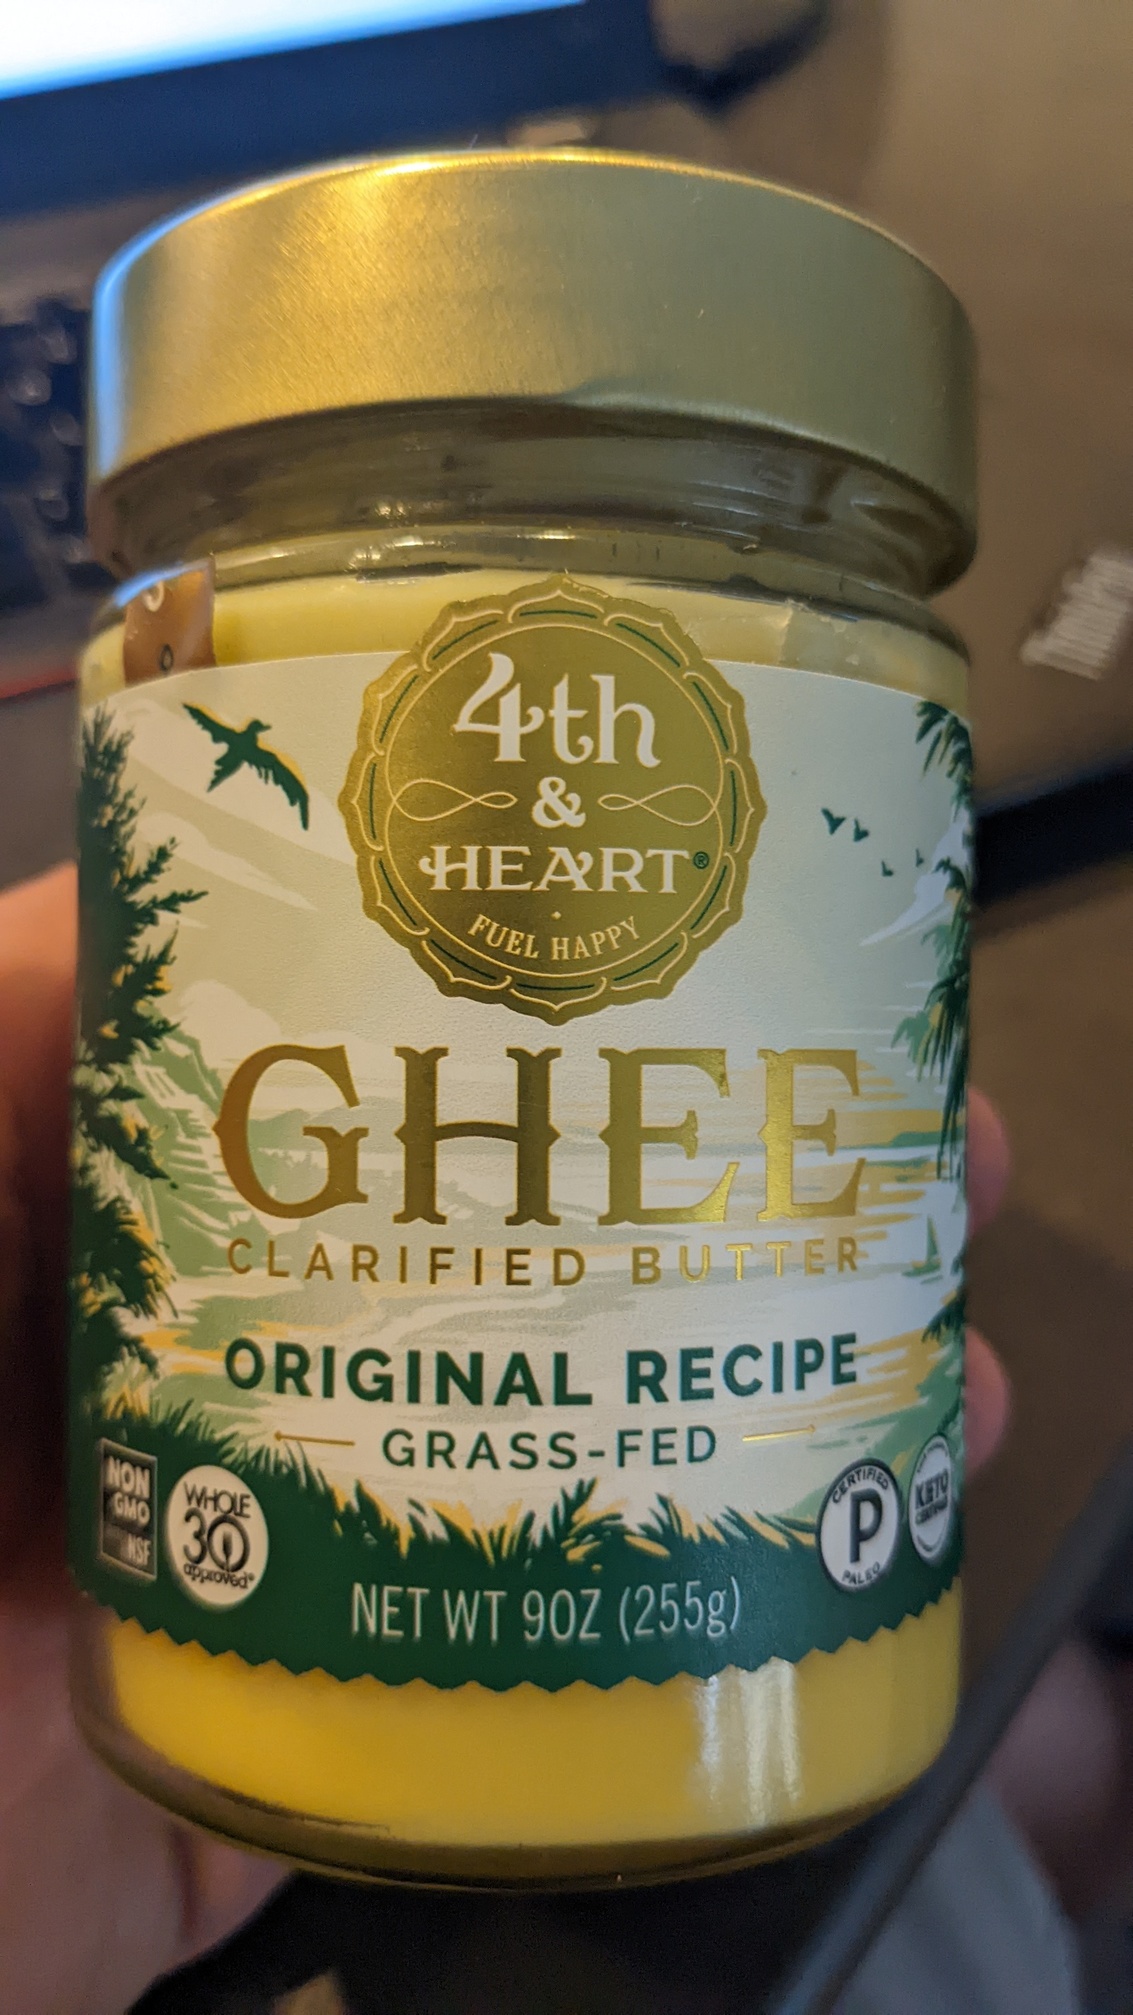 4th
&
HEART®
FUEL HAPPY
GHEE
CLARIFIED BUTTER
ORIGINAL RECIPE
GRASS-FED
NON
GMO
NSF
WHOLE
30
approved®
CERTIFIED
P
PALEO
KETO
CERTIFIED
NET WT 9OZ (255g)